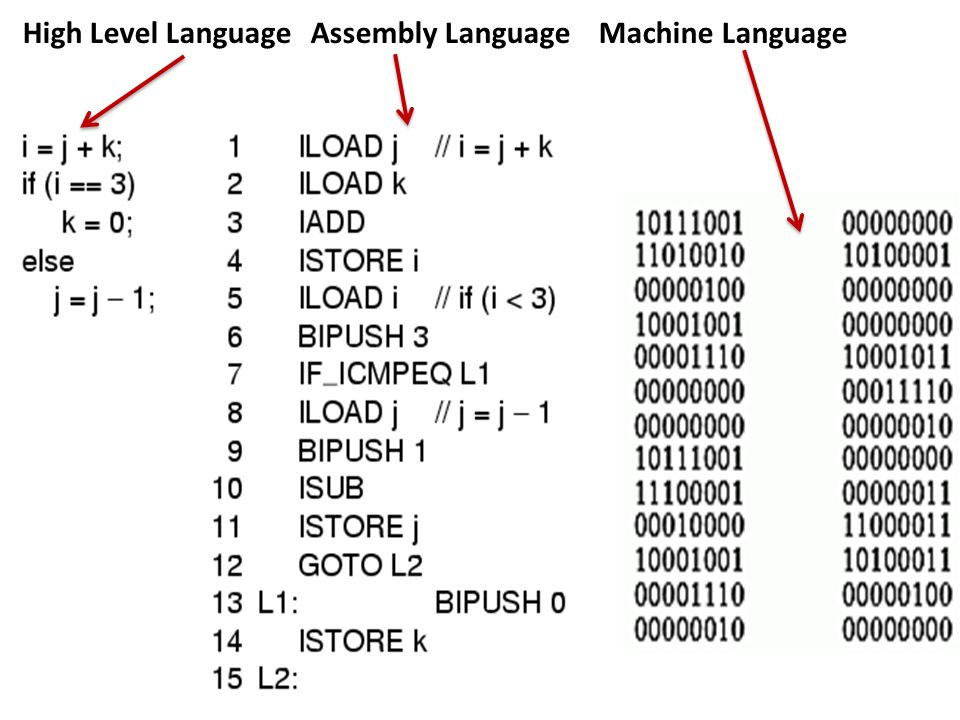 High Level Language Assembly Language Machine Language
i = j + k;
if (i == 3)
k = 0;
else
j = j – 1;
1 ILOAD j // i = j + k
2 ILOAD k
3 IADD
4 ISTORE i
5 ILOAD i // if (i < 3)
6 BIPUSH 3
7 IF_ICMPEQ L1
8 ILOAD j // j = j – 1
9 BIPUSH 1
10 ISUB
11 ISTORE j
12 GOTO L2
13 L1: BIPUSH 0
14 ISTORE k
15 L2:
10111001 00000000
11010010 10100001
00000100 00000000
10001001 00000000
00001110 10001011
00000000 00011110
00000000 00000010
10111001 00000000
11100001 00000011
00010000 11000011
10001001 10100011
00001110 00000100
00000010 00000000